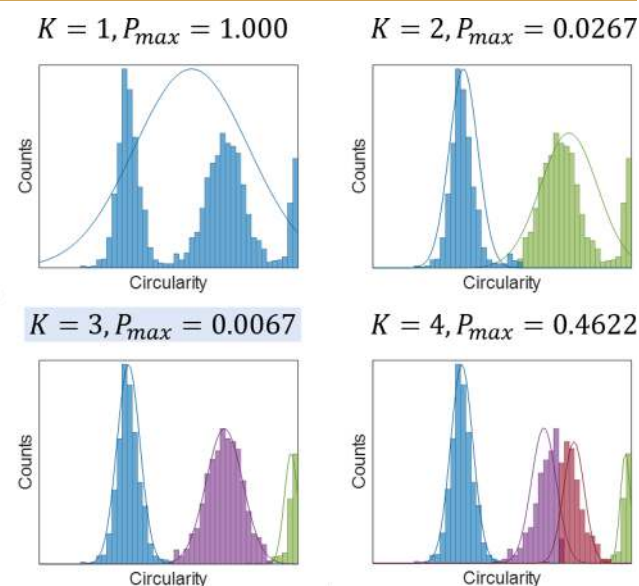 K = 1, P_max = 1.000
K = 2, P_max = 0.0267
Counts
Circularity
Counts
Circularity
K = 3, P_max = 0.0067
K = 4, P_max = 0.4622
Counts
Circularity
Counts
Circularity